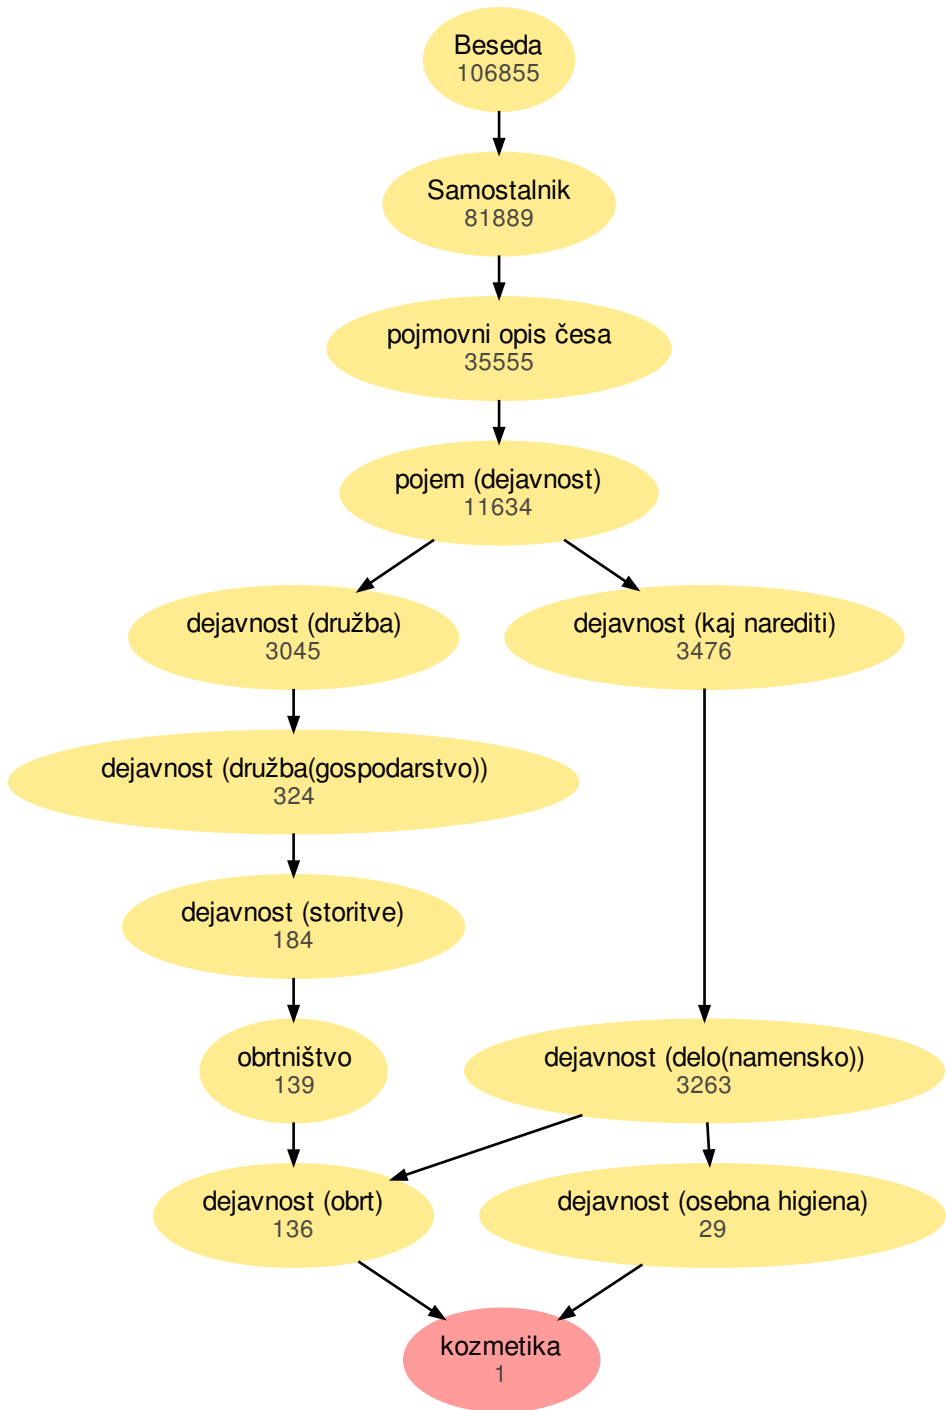 Beseda
106855
Samostalnik
81889
pojmovni opis česa
35555
pojem (dejavnost)
11634
dejavnost (družba)
3045
dejavnost (kaj narediti)
3476
dejavnost (družba(gospodarstvo))
324
dejavnost (storitve)
184
obrtništvo
139
dejavnost (delo(namensko))
3263
dejavnost (obrt)
136
dejavnost (osebna higiena)
29
kozmetika
1